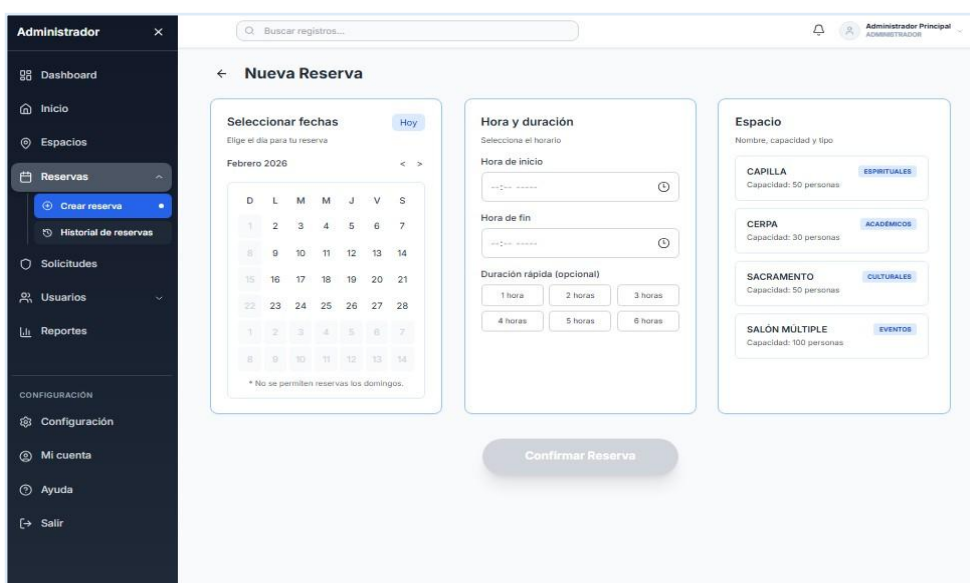 Administrador
Dashboard
Inicio
Espacios
Reservas
Crear reserva
Historial de reservas
Solicitudes
Usuarios
Reportes
CONFIGURACIÓN
Configuración
Mi cuenta
Ayuda
Salir
Buscar registros...
Administrador Principal
ADMINISTRADOR
← Nueva Reserva
Seleccionar fechas
Hoy
Elige el día para tu reserva
Febrero 2026 < >
D L M M J V S
1 2 3 4 5 6 7
8 9 10 11 12 13 14
15 16 17 18 19 20 21
22 23 24 25 26 27 28
1 2 3 4 5 6 7
8 9 10 11 12 13 14
* No se permiten reservas los domingos.
Hora y duración
Selecciona el horario
Hora de inicio
--:-- -----
Hora de fin
--:-- -----
Duración rápida (opcional)
1 hora 2 horas 3 horas
4 horas 5 horas 6 horas
Espacio
Nombre, capacidad y tipo
CAPILLA ESPIRITUALES
Capacidad: 50 personas
CERPA ACADÉMICOS
Capacidad: 30 personas
SACRAMENTO CULTURALES
Capacidad: 50 personas
SALÓN MÚLTIPLE EVENTOS
Capacidad: 100 personas
Confirmar Reserva